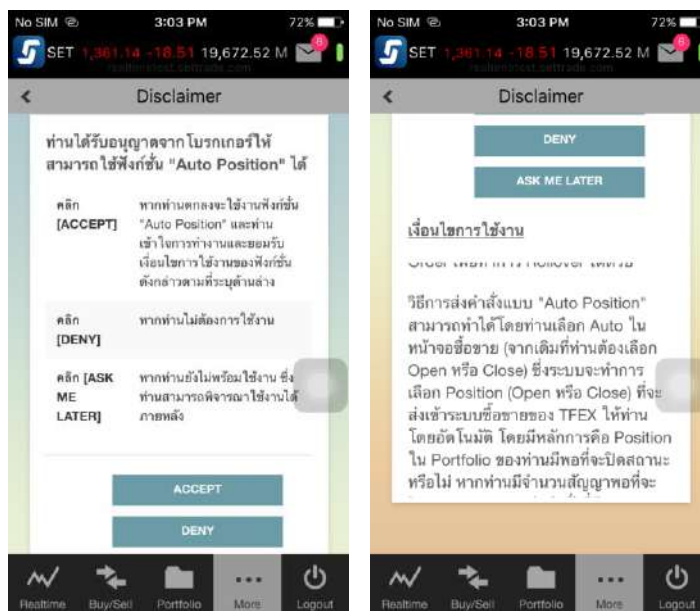 No SIM 3:03 PM 72%
SET 1,361.14 -18.51 19,672.52 M 8
Disclaimer
ท่านได้รับอนุญาตจากโบรกเกอร์ให้
สามารถใช้ฟังก์ชั่น "Auto Position" ได้
คลิก [ACCEPT]
หากท่านตกลงจะใช้งานฟังก์ชั่น
"Auto Position" และท่าน
เข้าใจการทำงานและยอมรับ
เงื่อนไขการใช้งานของฟังก์ชั่น
ดังกล่าวตามที่ระบุด้านล่าง
คลิก [DENY]
หากท่านไม่ต้องการใช้งาน
คลิก [ASK ME LATER]
หากท่านยังไม่พร้อมใช้งาน ซึ่ง
ท่านสามารถพิจารณาใช้งานได้
ภายหลัง
ACCEPT
DENY
Realtime Buy/Sell Portfolio More Logout
No SIM 3:03 PM 72%
SET 1,361.14 -18.51 19,672.52 M 8
Disclaimer
DENY
ASK ME LATER
เงื่อนไขการใช้งาน
วิธีการส่งคำสั่งแบบ "Auto Position"
สามารถทำได้โดยท่านเลือก Auto ใน
หน้าจอซื้อขาย (จากเดิมที่ท่านต้องเลือก
Open หรือ Close) ซึ่งระบบจะทำการ
เลือก Position (Open หรือ Close) ที่จะ
ส่งเข้าระบบซื้อขายของ TFEX ให้ท่าน
โดยอัตโนมัติ โดยมีหลักการคือ Position
ใน Portfolio ของท่านมีพอที่จะปิดสถานะ
หรือไม่ หากท่านมีจำนวนสัญญาพอที่จะ
Realtime Buy/Sell Portfolio More Logout